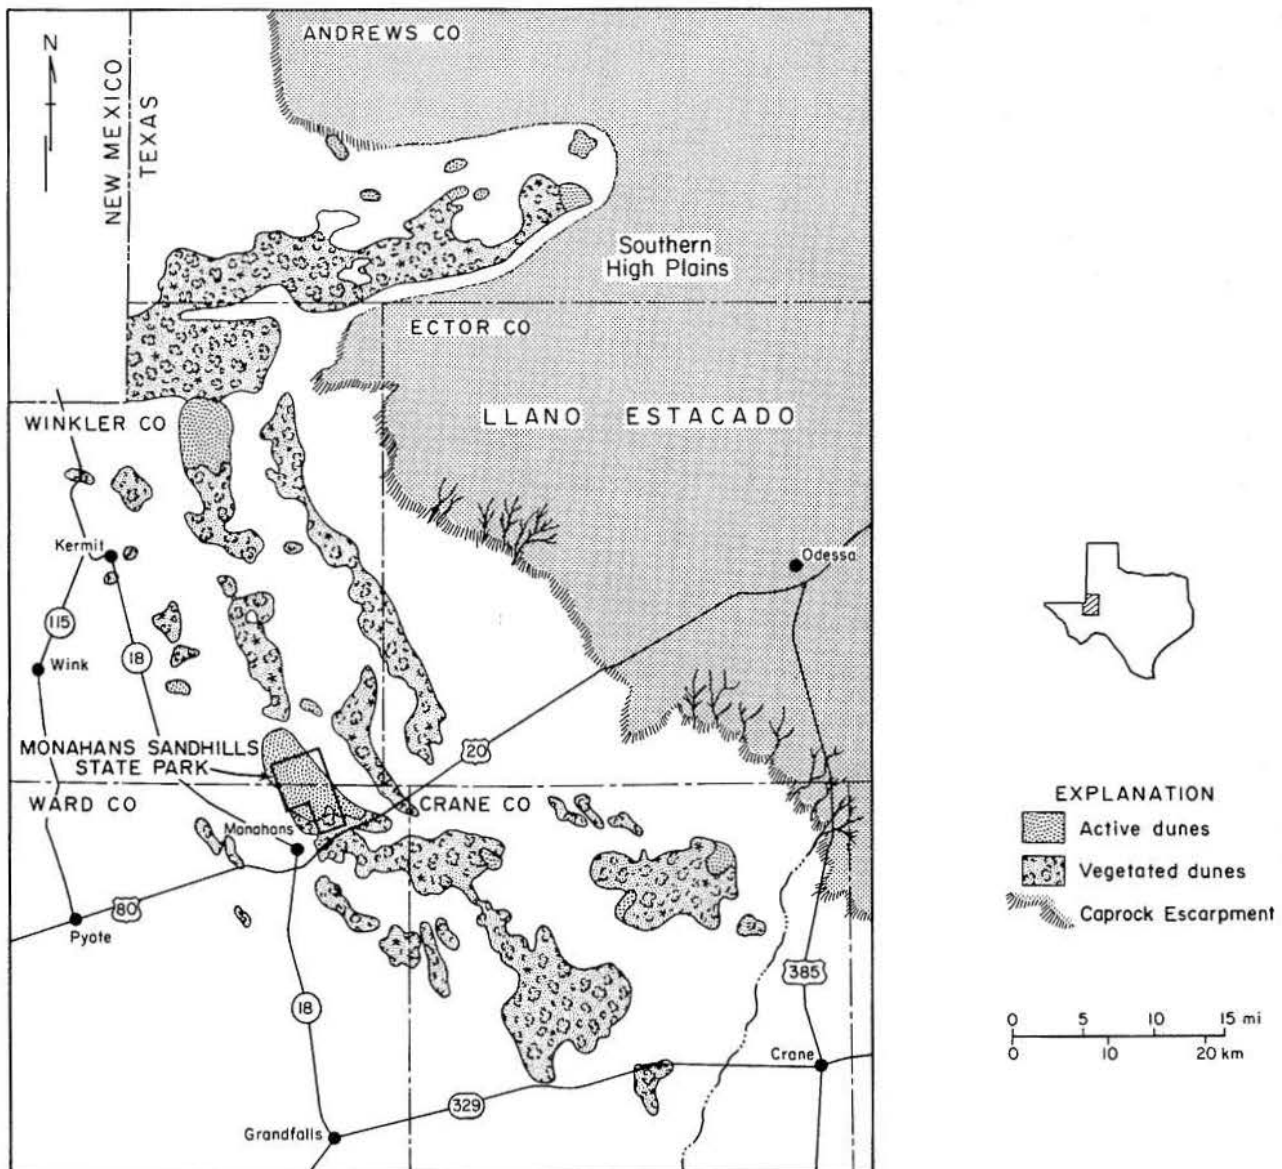 ANDREWS CO
N
NEW MEXICO
TEXAS
Southern
High Plains
ECTOR CO
LLANO ESTACADO
WINKLER CO
Kermit
Odessa
115
18
Wink
MONAHANS SANDHILLS
STATE PARK
20
WARD CO
CRANE CO
Monahans
80
Pyote
385
18
Crane
329
Grandfalls
EXPLANATION
Active dunes
Vegetated dunes
Caprock Escarpment
0 5 10 15 mi
0 10 20 km